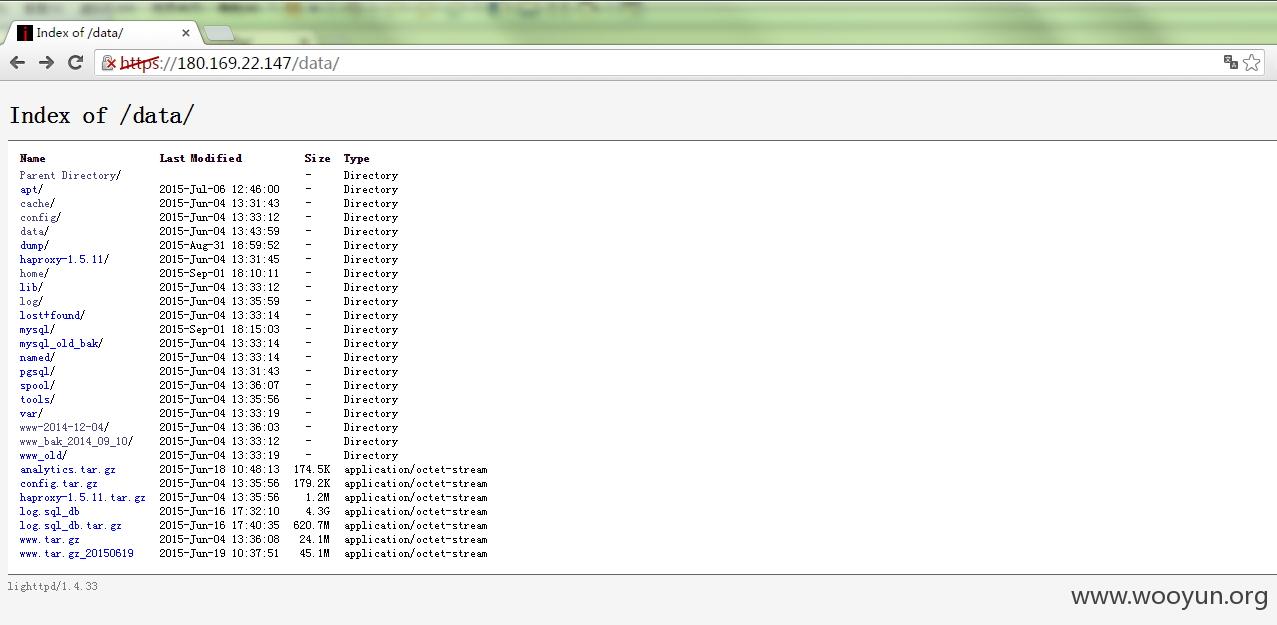 Index of /data/
https://180.169.22.147/data/
Index of /data/
Name Last Modified Size Type
Parent Directory/ - Directory
apt/ 2015-Jul-06 12:46:00 - Directory
cache/ 2015-Jun-04 13:31:43 - Directory
config/ 2015-Jun-04 13:33:12 - Directory
data/ 2015-Jun-04 13:43:59 - Directory
dump/ 2015-Aug-31 18:59:52 - Directory
haproxy-1.5.11/ 2015-Jun-04 13:31:45 - Directory
home/ 2015-Sep-01 18:10:11 - Directory
lib/ 2015-Jun-04 13:33:12 - Directory
log/ 2015-Jun-04 13:35:59 - Directory
lost+found/ 2015-Jun-04 13:33:14 - Directory
mysql/ 2015-Sep-01 18:15:03 - Directory
mysql_old_bak/ 2015-Jun-04 13:33:14 - Directory
named/ 2015-Jun-04 13:33:14 - Directory
pgsql/ 2015-Jun-04 13:31:43 - Directory
spool/ 2015-Jun-04 13:36:07 - Directory
tools/ 2015-Jun-04 13:35:56 - Directory
var/ 2015-Jun-04 13:33:19 - Directory
www-2014-12-04/ 2015-Jun-04 13:36:03 - Directory
www_bak_2014_09_10/ 2015-Jun-04 13:33:12 - Directory
www_old/ 2015-Jun-04 13:33:19 - Directory
analytics.tar.gz 2015-Jun-18 10:48:13 174.5K application/octet-stream
config.tar.gz 2015-Jun-04 13:35:56 179.2K application/octet-stream
haproxy-1.5.11.tar.gz 2015-Jun-04 13:35:56 1.2M application/octet-stream
log.sql_db 2015-Jun-16 17:32:10 4.3G application/octet-stream
log.sql_db.tar.gz 2015-Jun-16 17:40:35 620.7M application/octet-stream
www.tar.gz 2015-Jun-04 13:36:08 24.1M application/octet-stream
www.tar.gz_20150619 2015-Jun-19 10:37:51 45.1M application/octet-stream
lighttpd/1.4.33
www.wooyun.org